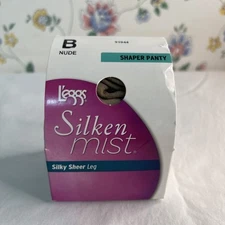 B
NUDE
SHAPER PANTY
L'eggs
Silken
mist
Silky Sheer Leg